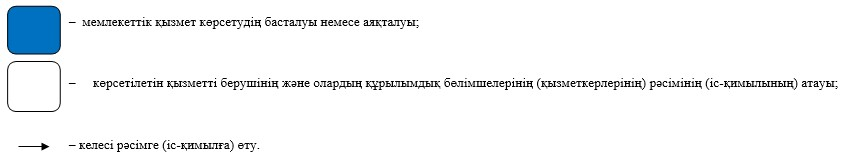 – мемлекеттік қызмет көрсетудің басталуы немесе аяқталуы;
– көрсетілетін қызметті берушінің және олардың құрылымдық бөлімшелерінің (қызметкерлерінің) рәсімінің (іс-қимылының) атауы;
– келесі рәсімге (іс-қимылға) өту.